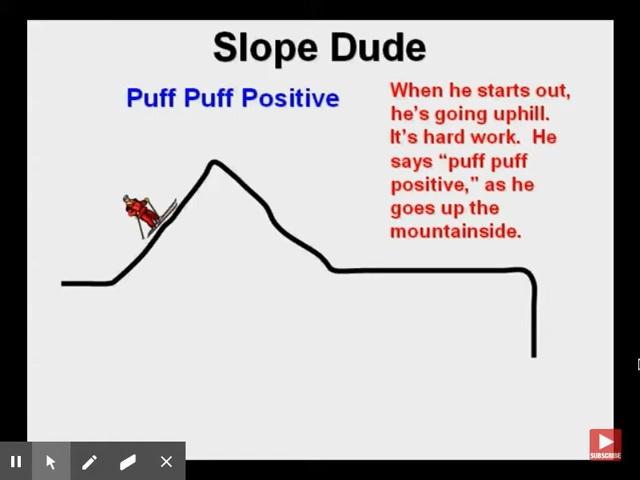 Slope Dude
Puff Puff Positive
When he starts out,
he's going uphill.
It's hard work. He
says “puff puff
positive,” as he
goes up the
mountainside.
SUBSCRIBE